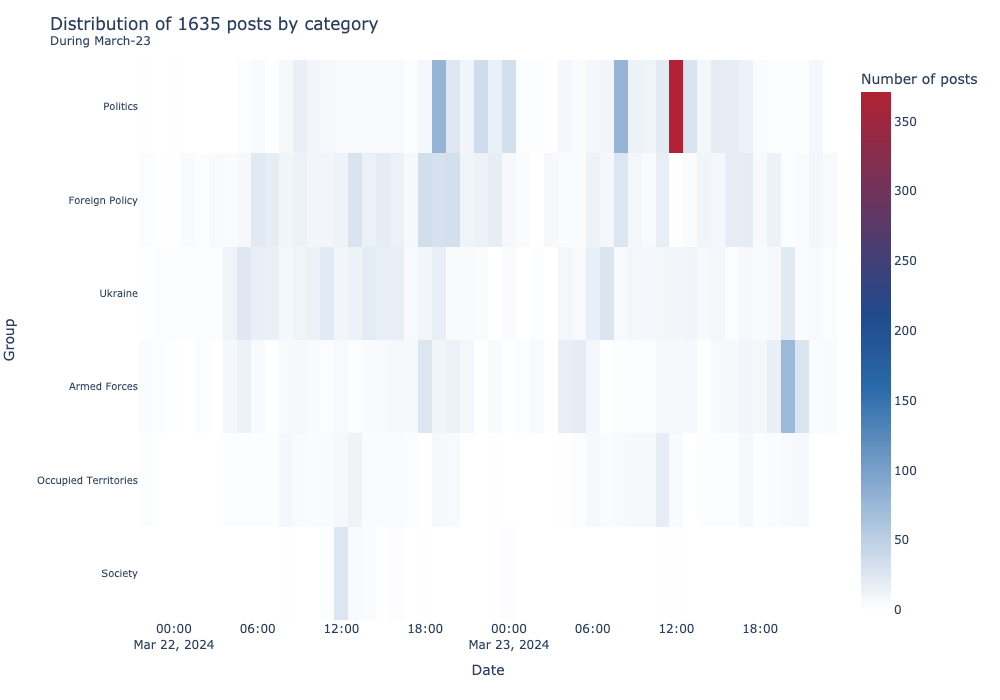 Distribution of 1635 posts by category
During March-23
Number of posts
350
300
250
200
150
100
50
0
Group
Politics
Foreign Policy
Ukraine
Armed Forces
Occupied Territories
Society
00:00 06:00 12:00 18:00 00:00 06:00 12:00 18:00
Mar 22, 2024 Mar 23, 2024
Date